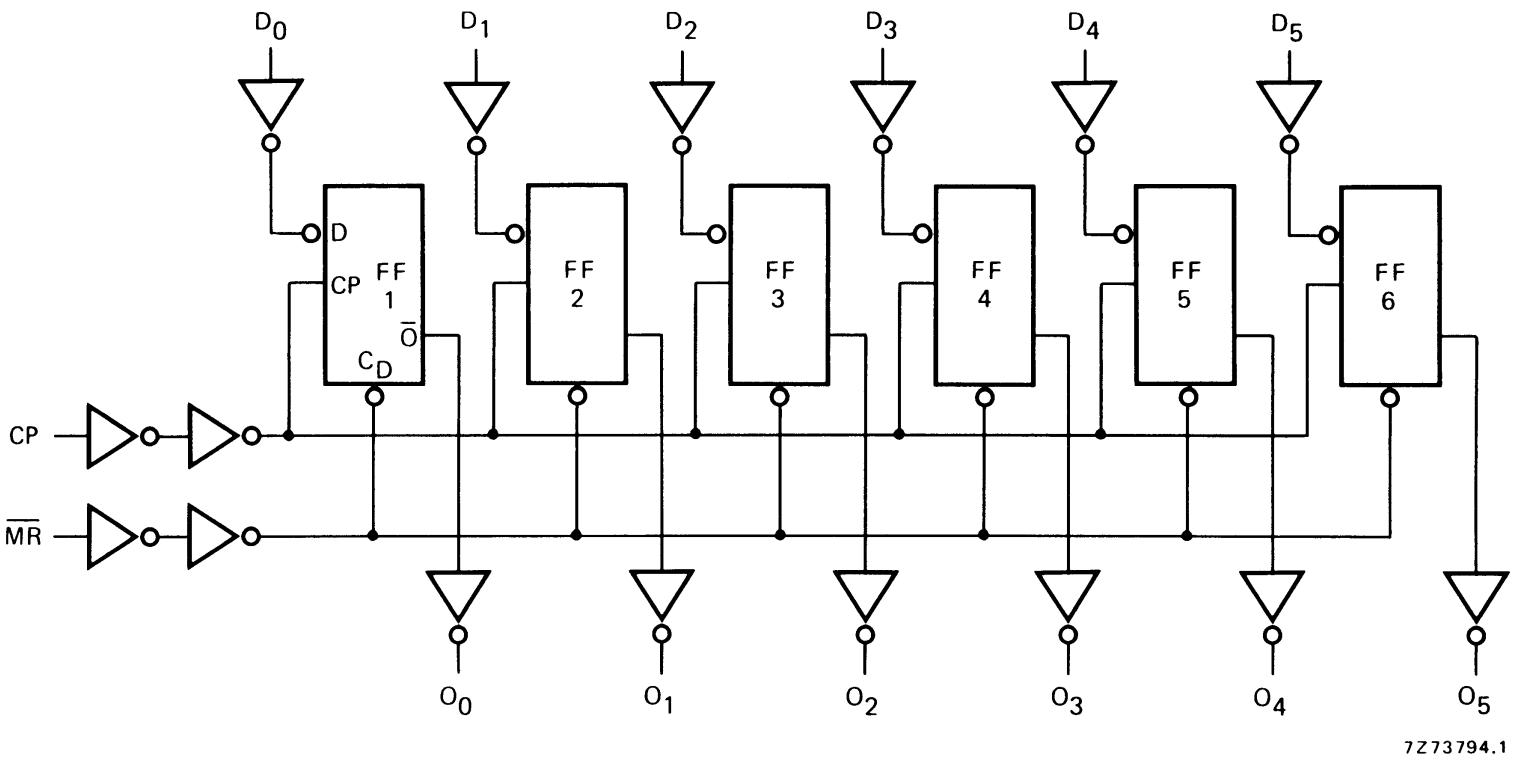 D0 D1 D2 D3 D4 D5
D
CP
FF
1
O̅
CD
FF
2
FF
3
FF
4
FF
5
FF
6
CP
M̅R̅
O0 O1 O2 O3 O4 O5
7Z73794.1